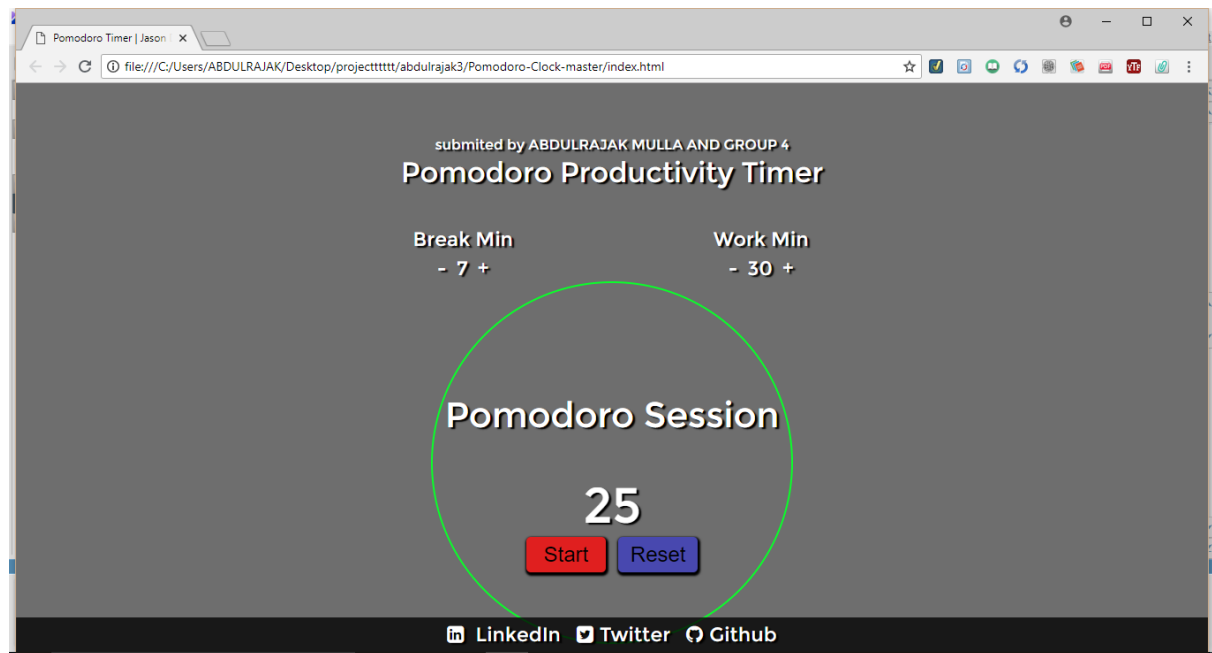 Pomodoro Timer | Jason
file:///C:/Users/ABDULRAJAK/Desktop/projectttttt/abdulrajak3/Pomodoro-Clock-master/index.html
submited by ABDULRAJAK MULLA AND GROUP 4
Pomodoro Productivity Timer
Break Min Work Min
- 7 + - 30 +
Pomodoro Session
25
Start Reset
LinkedIn Twitter Github